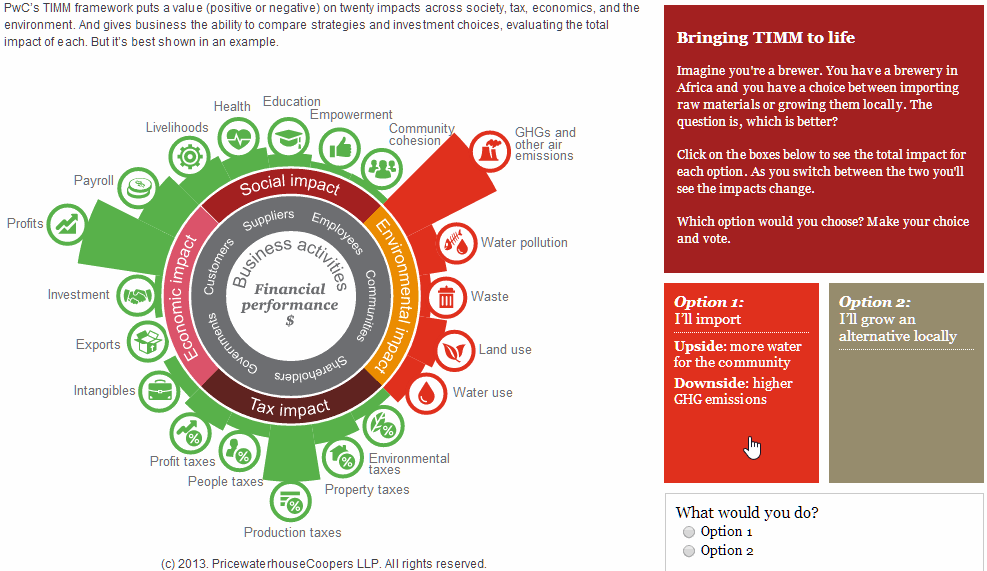 PwC's TIMM framework puts a value (positive or negative) on twenty impacts across society, tax, economics, and the
environment. And gives business the ability to compare strategies and investment choices, evaluating the total
impact of each. But it's best shown in an example.
Education
Health
Empowerment
Livelihoods
Community
cohesion
GHGs and
other air
emissions
Payroll
Profits
Water pollution
Investment
Waste
Exports
Land use
Intangibles
Water use
Profit taxes
People taxes
Production taxes
Property taxes
Environmental
taxes
Social impact
Environmental impact
Tax impact
Economic impact
Suppliers
Employees
Communities
Shareholders
Governments
Customers
Business activities
Financial
performance
$
(c) 2013. PricewaterhouseCoopers LLP. All rights reserved.
Bringing TIMM to life
Imagine you're a brewer. You have a brewery in
Africa and you have a choice between importing
raw materials or growing them locally. The
question is, which is better?
Click on the boxes below to see the total impact for
each option. As you switch between the two you'll
see the impacts change.
Which option would you choose? Make your choice
and vote.
Option 1:
I'll import
Upside: more water
for the community
Downside: higher
GHG emissions
Option 2:
I'll grow an
alternative locally
What would you do?
Option 1
Option 2